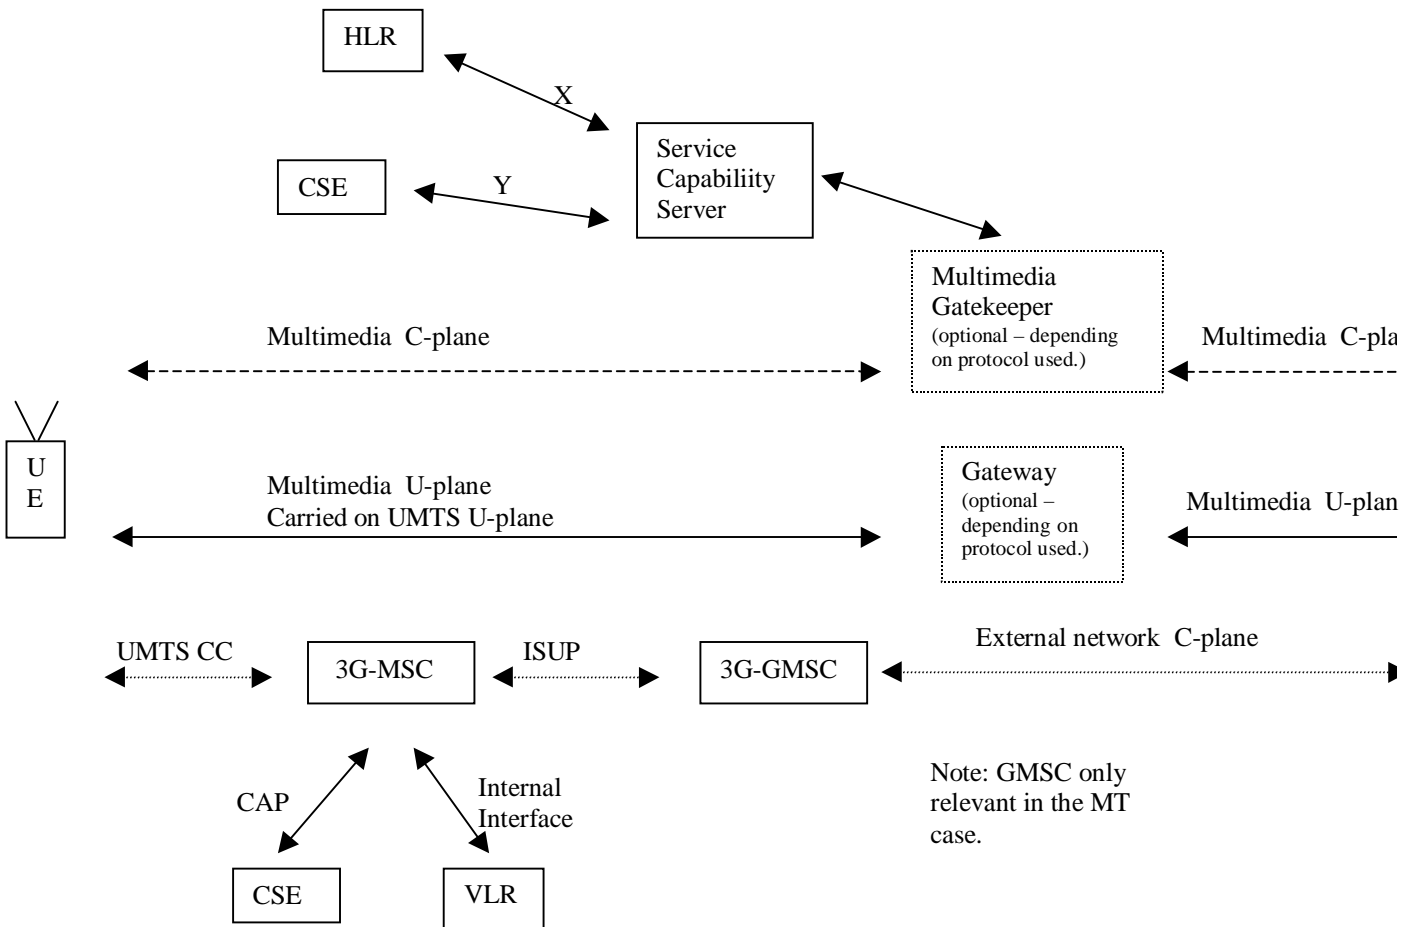 HLR
X
Service
Capabiliity
Server
CSE
Y
Multimedia
Gatekeeper
(optional – depending
on protocol used.)
Multimedia C-plane
Multimedia C-pla
U
E
Multimedia U-plane
Carried on UMTS U-plane
Gateway
(optional –
depending on
protocol used.)
Multimedia U-plan
UMTS CC
3G-MSC
ISUP
3G-GMSC
External network C-plane
CAP
Internal
Interface
Note: GMSC only
relevant in the MT
case.
CSE
VLR